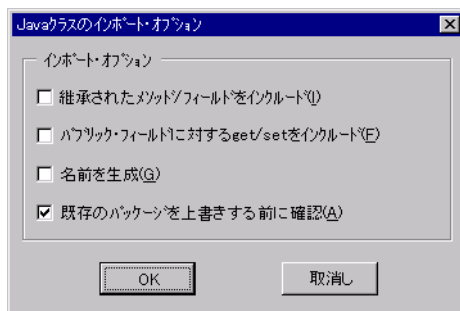 Javaｸﾗｽのｲﾝﾎﾟｰﾄ･ｵﾌﾟｼｮﾝ
ｲﾝﾎﾟｰﾄ･ｵﾌﾟｼｮﾝ
継承されたﾒｿｯﾄﾞ/ﾌｨｰﾙﾄﾞをｲﾝｸﾙｰﾄﾞ(I)
ﾊﾟﾌﾞﾘｯｸ･ﾌｨｰﾙﾄﾞに対するget/setをｲﾝｸﾙｰﾄﾞ(F)
名前を生成(G)
既存のﾊﾟｯｹｰｼﾞを上書きする前に確認(A)
OK
取消し